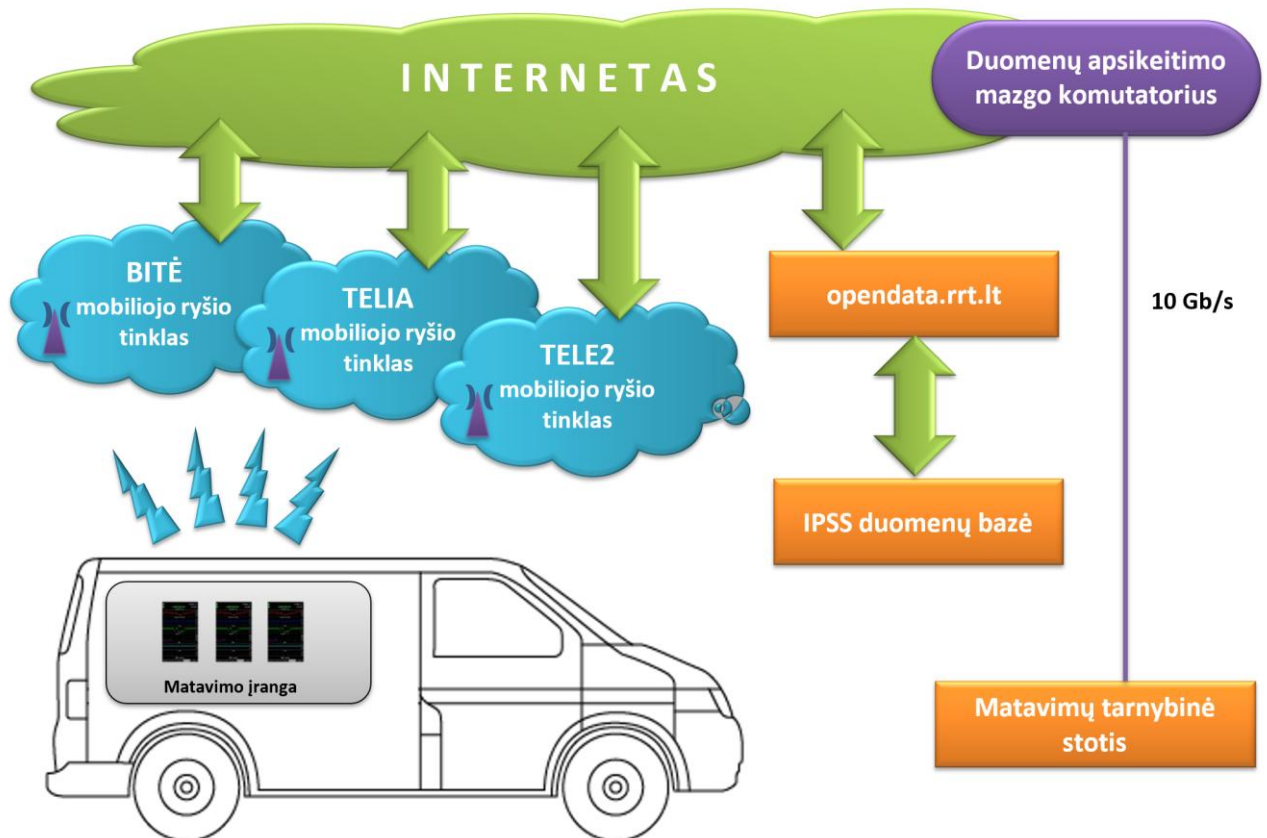 INTERNETAS
Duomenų apsikeitimo
mazgo komutatorius
BITĖ
mobiliojo ryšio
tinklas
TELIA
mobiliojo ryšio
tinklas
TELE2
mobiliojo ryšio
tinklas
opendata.rrt.lt
10 Gb/s
IPSS duomenų bazė
Matavimo įranga
Matavimų tarnybinė
stotis